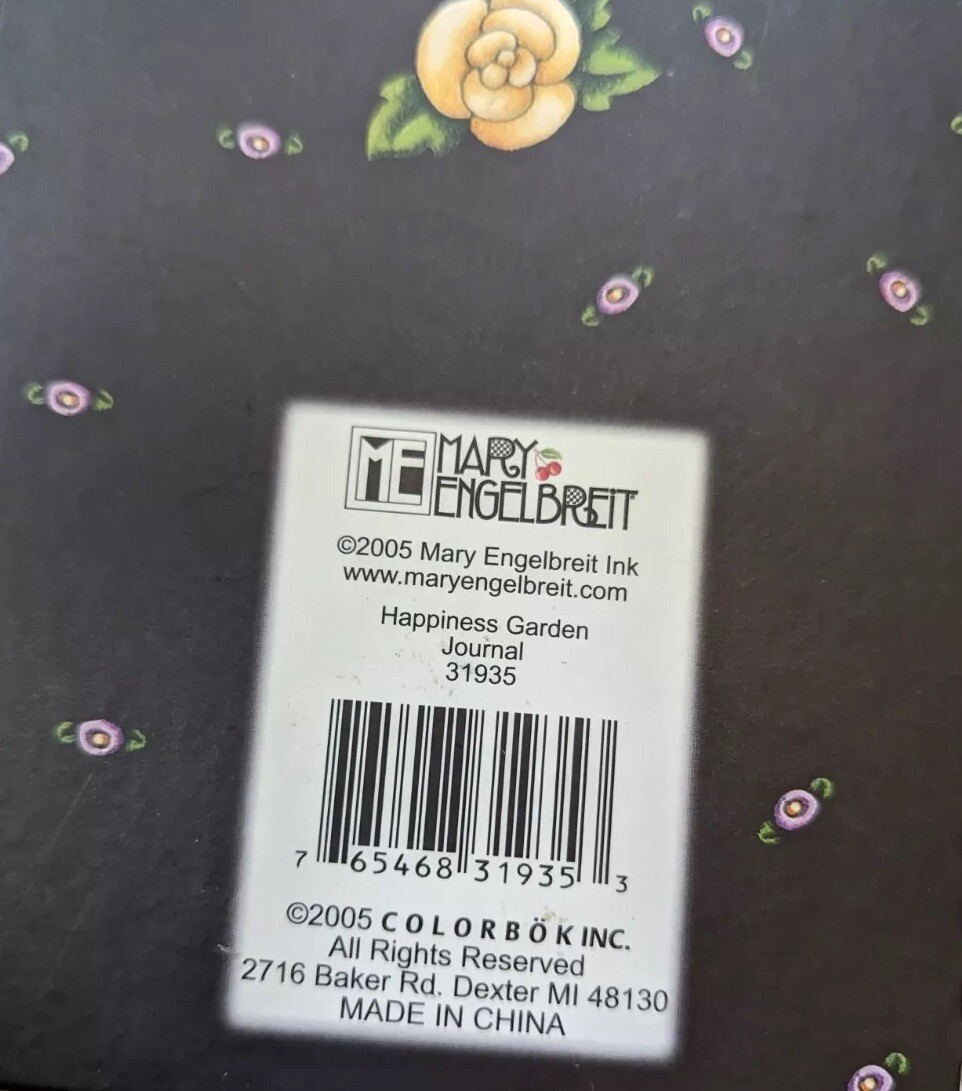 ME MARY
ENGELBREIT
©2005 Mary Engelbreit Ink
www.maryengelbreit.com
Happiness Garden
Journal
31935
7 65468 31935 3
©2005 COLORBÖK INC.
All Rights Reserved
2716 Baker Rd. Dexter MI 48130
MADE IN CHINA